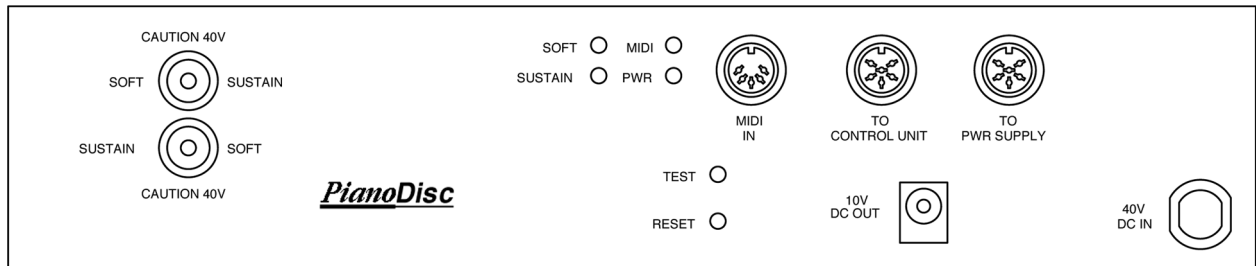 CAUTION 40V
SOFT SUSTAIN
SUSTAIN SOFT
CAUTION 40V
PianoDisc
SOFT MIDI
SUSTAIN PWR
MIDI
IN
TO
CONTROL UNIT
TO
PWR SUPPLY
TEST
RESET
10V
DC OUT
40V
DC IN